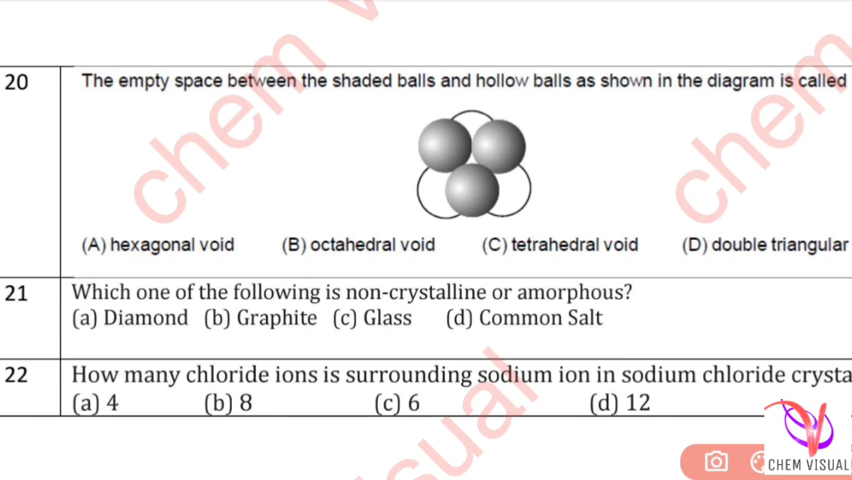 20 The empty space between the shaded balls and hollow balls as shown in the diagram is called
(A) hexagonal void (B) octahedral void (C) tetrahedral void (D) double triangular
21 Which one of the following is non-crystalline or amorphous?
(a) Diamond (b) Graphite (c) Glass (d) Common Salt
22 How many chloride ions is surrounding sodium ion in sodium chloride crysta
(a) 4 (b) 8 (c) 6 (d) 12
chem V
chem
sual
CHEM VISUAL